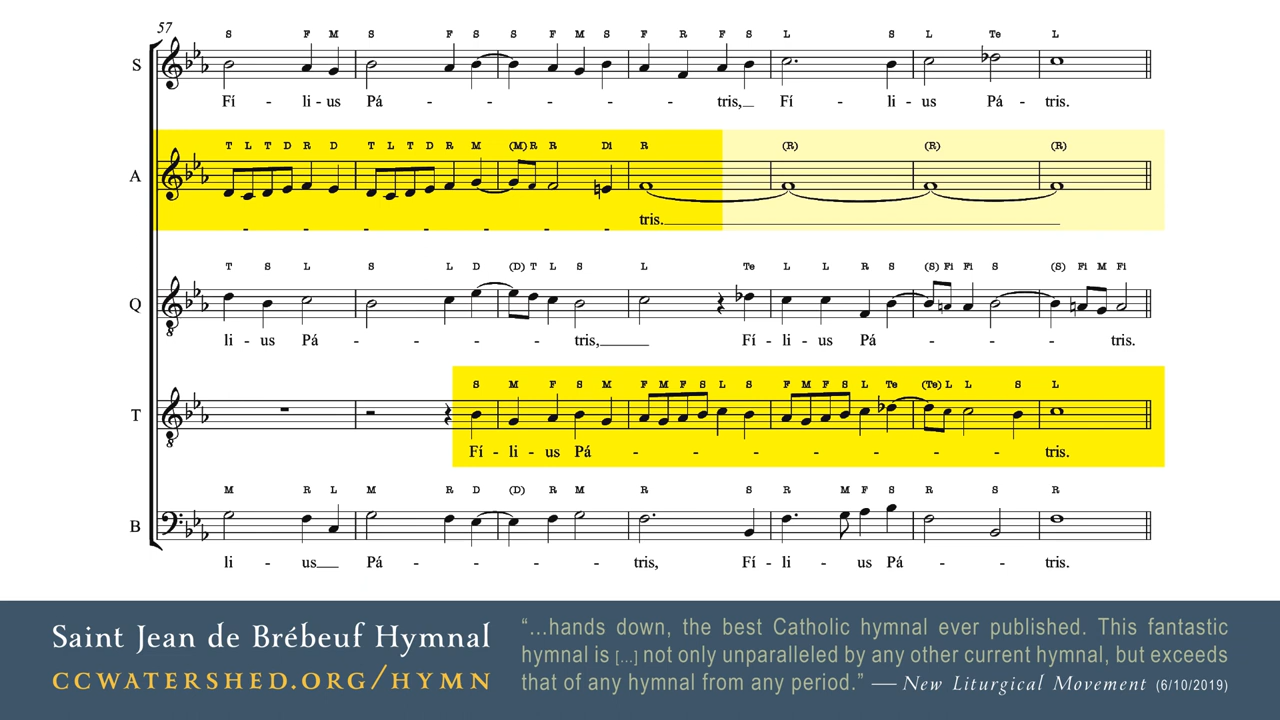 57
S F M S F S S F M S F R F S L S L Te L
S
Fí - li - us Pá - - - - - tris, Fí - li - us Pá - tris.
T L T D R D T L T D R M (M) R R Di R (R) (R) (R)
A
- - - - - - tris.
T S L S L D (D) T L S L Te L L R S (S) Fi Fi S (S) Fi M Fi
Q
li - us Pá - - - - tris, Fí - li - us Pá - - - tris.
S M F S M F M F S L S F M F S L Te (Te) L L S L
T
Fí - li - us Pá - - - - - - tris.
M R L M R D (D) R M R S R M F S R S R
B
li - us Pá - - - - tris, Fí - li - us Pá - - tris.
Saint Jean de Brébeuf Hymnal
CCWATERSHED.ORG/HYMN
“…hands down, the best Catholic hymnal ever published. This fantastic
hymnal is [...] not only unparalleled by any other current hymnal, but exceeds
that of any hymnal from any period.” — New Liturgical Movement (6/10/2019)